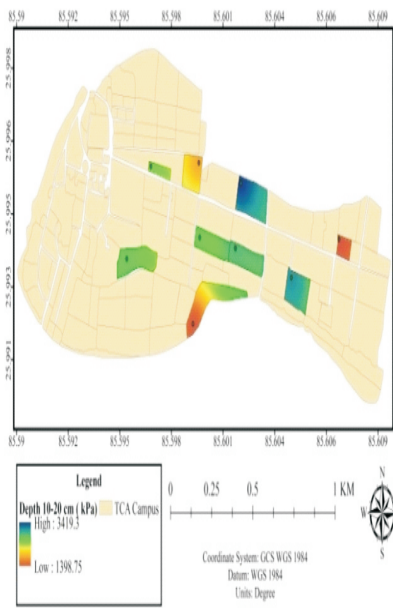 85.59 85.592 85.595 85.598 85.601 85.604 85.606 85.609
25.998
25.996
25.995
25.993
25.991
85.59 85.592 85.595 85.598 85.601 85.604 85.606 85.609
Legend
Depth 10-20 cm ( kPa) TCA Campus
High : 3419.3
Low : 1398.75
0 0.25 0.5 1 KM
N
W E
S
Coordinate System: GCS WGS 1984
Datum: WGS 1984
Units: Degree